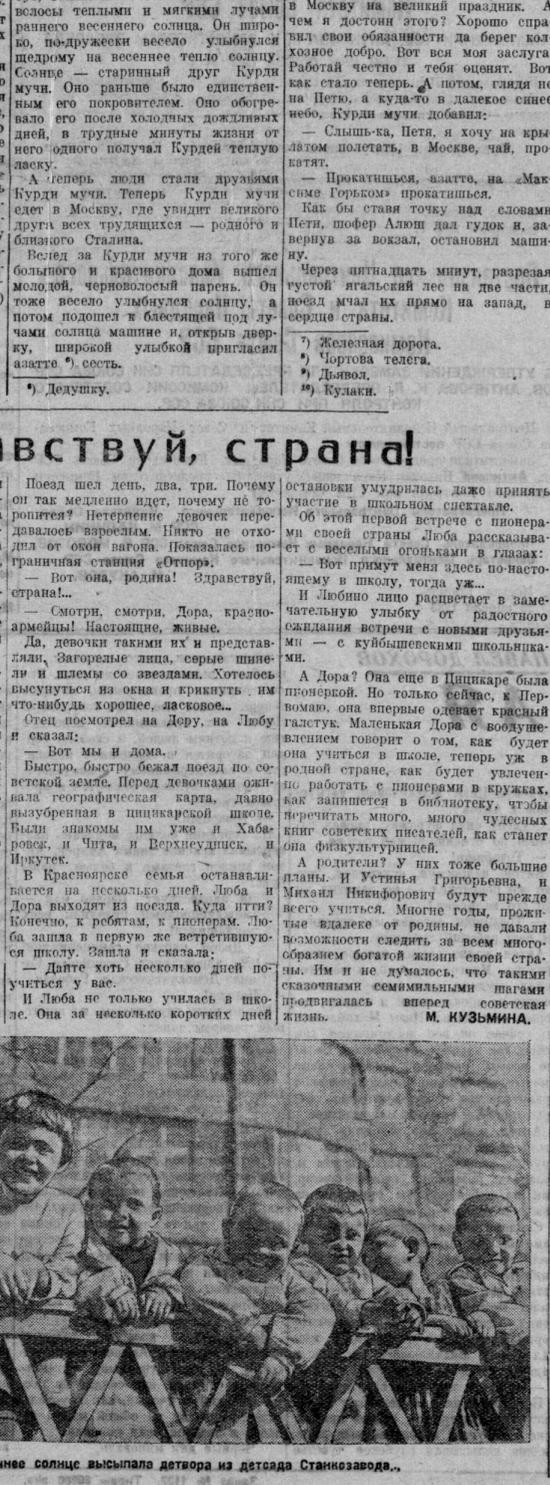 волосы теплыми и мягкими лучами
раннего весеннего солнца. Он широ-
ко, по-дружески весело улыбнулся
щедрому на весеннее тепло солнцу.
Солнце — старинный друг Курди
мучи. Оно раньше было единствен-
ным его покровителем. Оно обогре-
вало его после холодных дождливых
дней, в трудные минуты жизни от
него одного получал Курдей теплую
ласку.
А теперь люди стали друзьями
Курди мучи. Теперь Курди мучи
едет в Москву, где увидит великого
друга всех трудящихся — родного и
близкого Сталина.
Вслед за Курди мучи из того же
большого и красивого дома вышел
молодой, черноволосый парень. Он
тоже весело улыбнулся солнцу, а
потом подошел к блестящей под лу-
чами солнца машине и, открыв двер-
ку, широкой улыбкой пригласил
азатте ⁶) сесть.
⁶) Дедушку.
в Москву на великий праздник. А
чем я достоин этого? Хорошо спра-
вил свои обязанности да берег кол-
хозное добро. Вот вся моя заслуга
Работай честно и тебя оценят. Вот
как стало теперь. А потом, глядя не
на Петю, а куда-то в далекое синее
небо, Курди мучи добавил:
— Слышь-ка, Петя, я хочу на кры-
латом полетать, в Москве, чай, про-
катят.
— Прокатишься, азатте, на «Мак-
симе Горьком» прокатишься.
Как бы ставя точку над словами
Пети, шофер Алюш дал гудок и, за-
вернув за вокзал, остановил маши-
ну.
Через пятнадцать минут, разрезая
густой ягальский лес на две части,
поезд мчал их прямо на запад, в
сердце страны.
⁷) Железная дорога.
⁸) Чортова телега.
⁹) Дьявол.
¹⁰) Кулаки.
авствуй, страна!
Поезд шел день, два, три. Почему
он так медленно идет, почему не то-
ропится? Нетерпение девочек пере-
давалось взрослым. Никто не отхо-
дил от окон вагона. Показалась по-
граничная станция «Отпор».
— Вот она, родина! Здравствуй,
страна!...
— Смотри, смотри, Дора, красно-
армейцы! Настоящие, живые.
Да, девочки такими их и представ-
ляли. Загорелые лица, серые шине-
ли и шлемы со звездами. Хотелось
высунуться из окна и крикнуть им
что-нибудь хорошее, ласковое...
Отец посмотрел на Дору, на Любу
и сказал:
— Вот мы и дома.
Быстро, быстро бежал поезд по со-
ветской земле. Перед девочками ожи-
вала географическая карта, давно
вызубренная в цицикарской школе.
Были знакомы им уже и Хаба-
ровск, и Чита, и Верхнеудинск, и
Иркутск.
В Красноярске семья останавли-
вается на несколько дней. Люба и
Дора выходят из поезда. Куда итти?
Конечно, к ребятам, к пионерам. Лю-
ба зашла в первую же встретившую-
ся школу. Зашла и сказала:
— Дайте хоть несколько дней по-
учиться у вас.
И Люба не только училась в шко-
ле. Она за несколько коротких дней
остановки умудрилась даже принять
участие в школьном спектакле.
Об этой первой встрече с пионера-
ми своей страны Люба рассказыва-
ет с веселыми огоньками в глазах:
— Вот примут меня здесь по-насто-
ящему в школу, тогда уж...
И Любино лицо расцветает в заме-
чательную улыбку от радостного
ожидания встречи с новыми друзья-
ми — с куйбышевскими школьника-
ми.
А Дора? Она еще в Цицикаре была
пионеркой. Но только сейчас, к Пер-
вомаю, она впервые одевает красный
галстук. Маленькая Дора с воодуше-
влением говорит о том, как будет
она учиться в школе, теперь уж в
родной стране, как будет увлечен-
но работать с пионерами в кружках,
как запишется в библиотеку, чтобы
перечитать много, много чудесных
книг советских писателей, как станет
она физкультурницей.
А родители? У них тоже большие
планы. И Устинья Григорьевна, и
Михаил Никифорович будут прежде
всего учиться. Многие годы, прожи-
тые вдалеке от родины, не давали
возможности следить за всем много-
образием богатой жизни своей стра-
ны. Им и не думалось, что такими
сказочными семимильными шагами
продвигалась вперед советская
жизнь.
М. КУЗЬМИНА.
ннее солнце высыпала детвора из детсада Станкозавода...